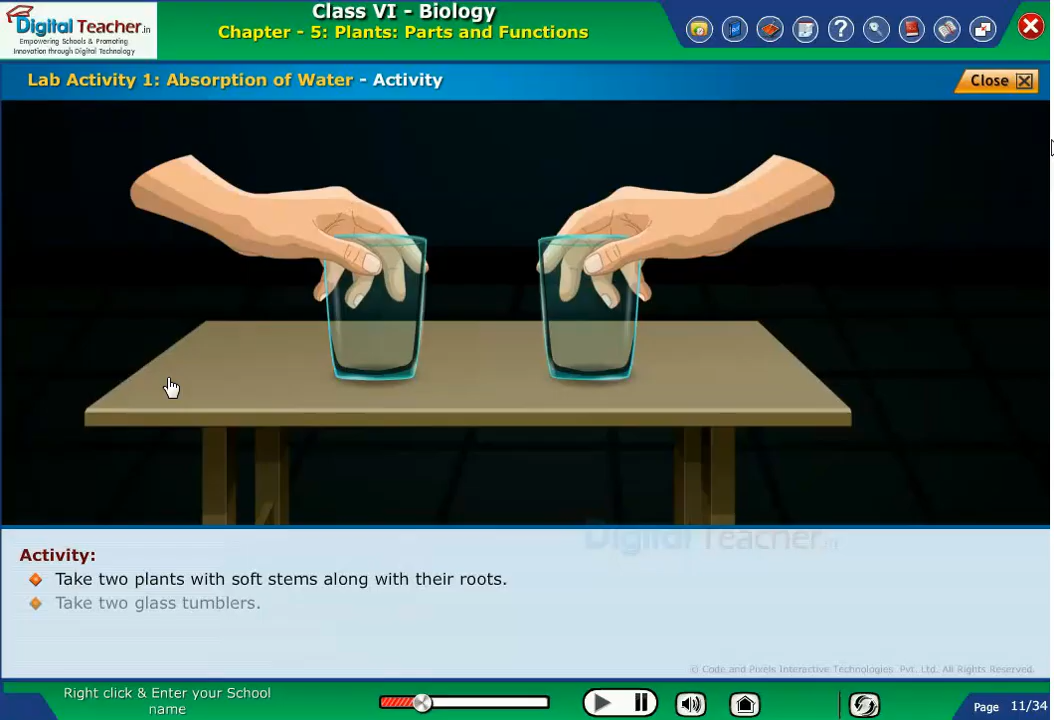 Digital Teacher.in
Empowering Schools & Promoting
Innovation through Digital Technology
Class VI - Biology
Chapter - 5: Plants: Parts and Functions
Lab Activity 1: Absorption of Water - Activity
Close
Digital Teacher.in
Activity:
Take two plants with soft stems along with their roots.
Take two glass tumblers.
© Code and Pixels Interactive Technologies. Pvt. Ltd. All Rights Reserved.
Right click & Enter your School
name
Page 11/34